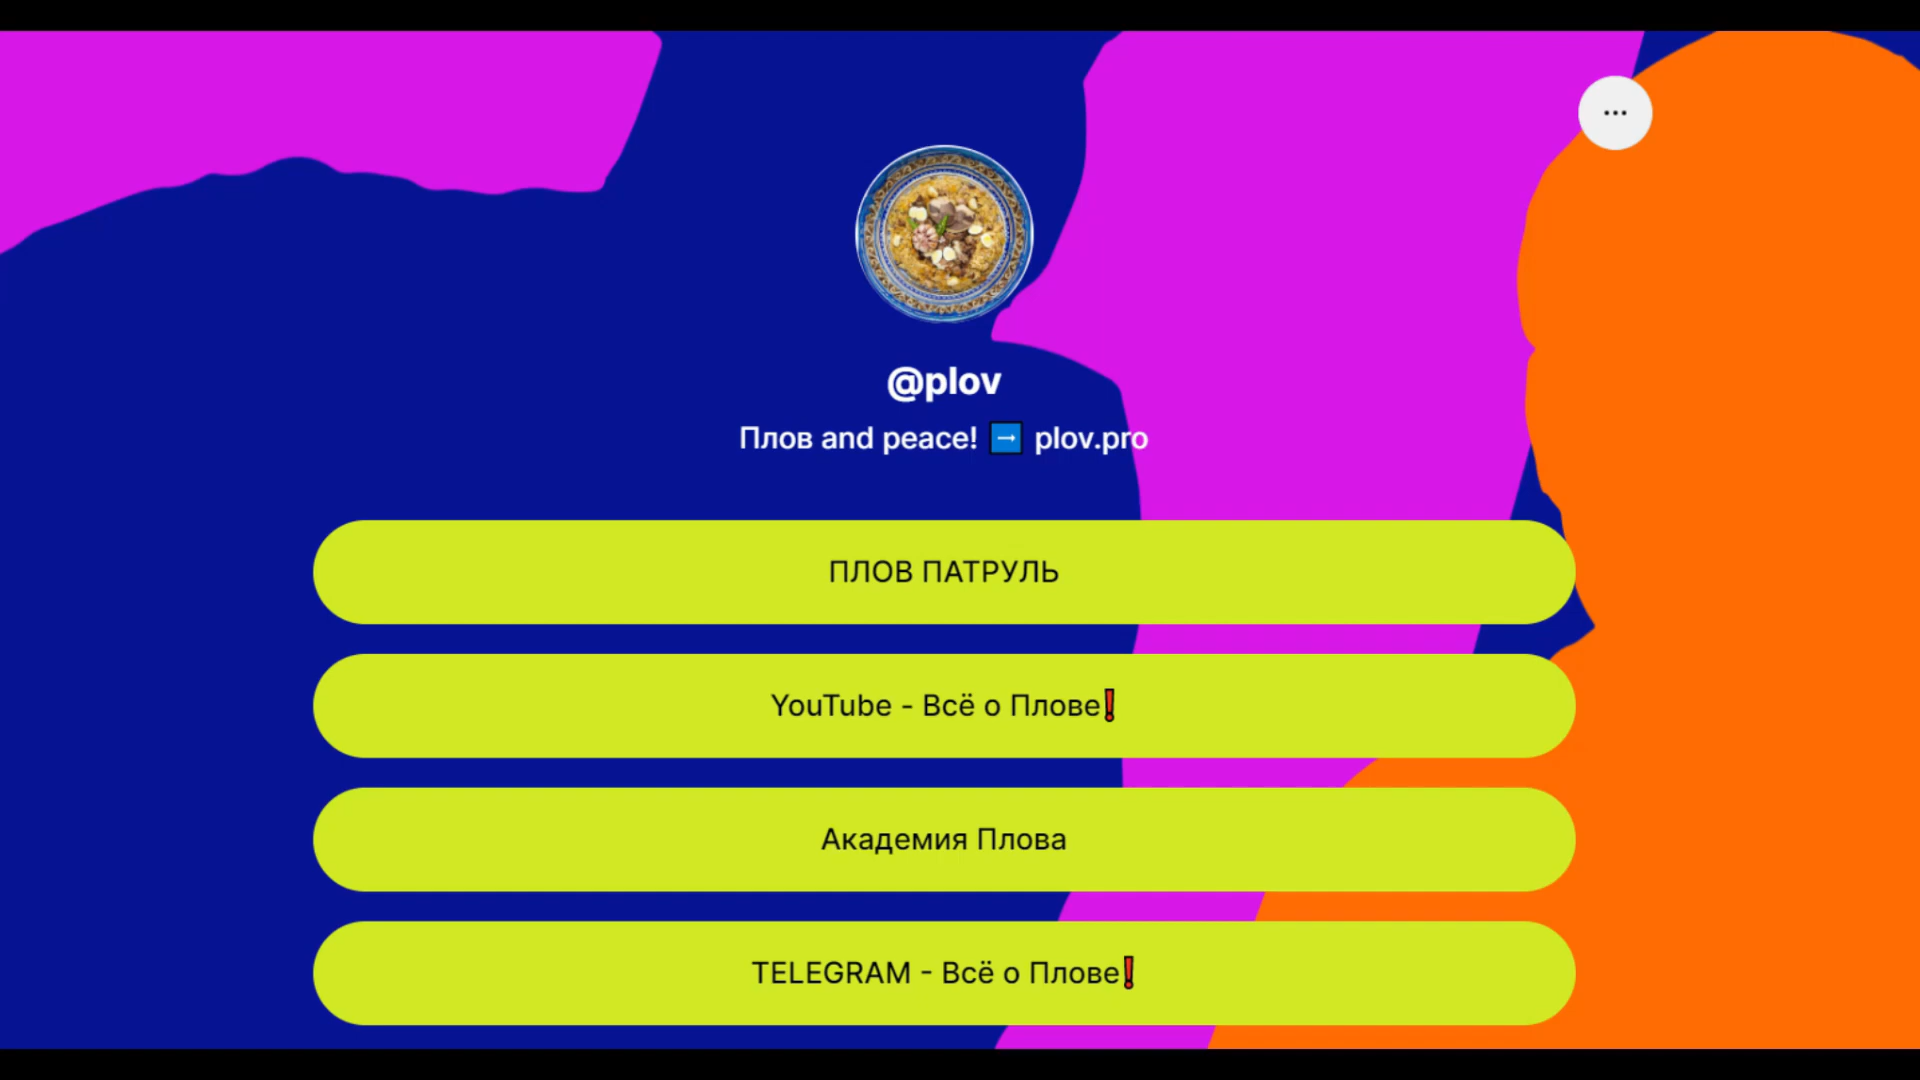 @plov
Плов and peace! ➡️ plov.pro
ПЛОВ ПАТРУЛЬ
YouTube - Всё о Плове❗
Академия Плова
TELEGRAM - Всё о Плове❗